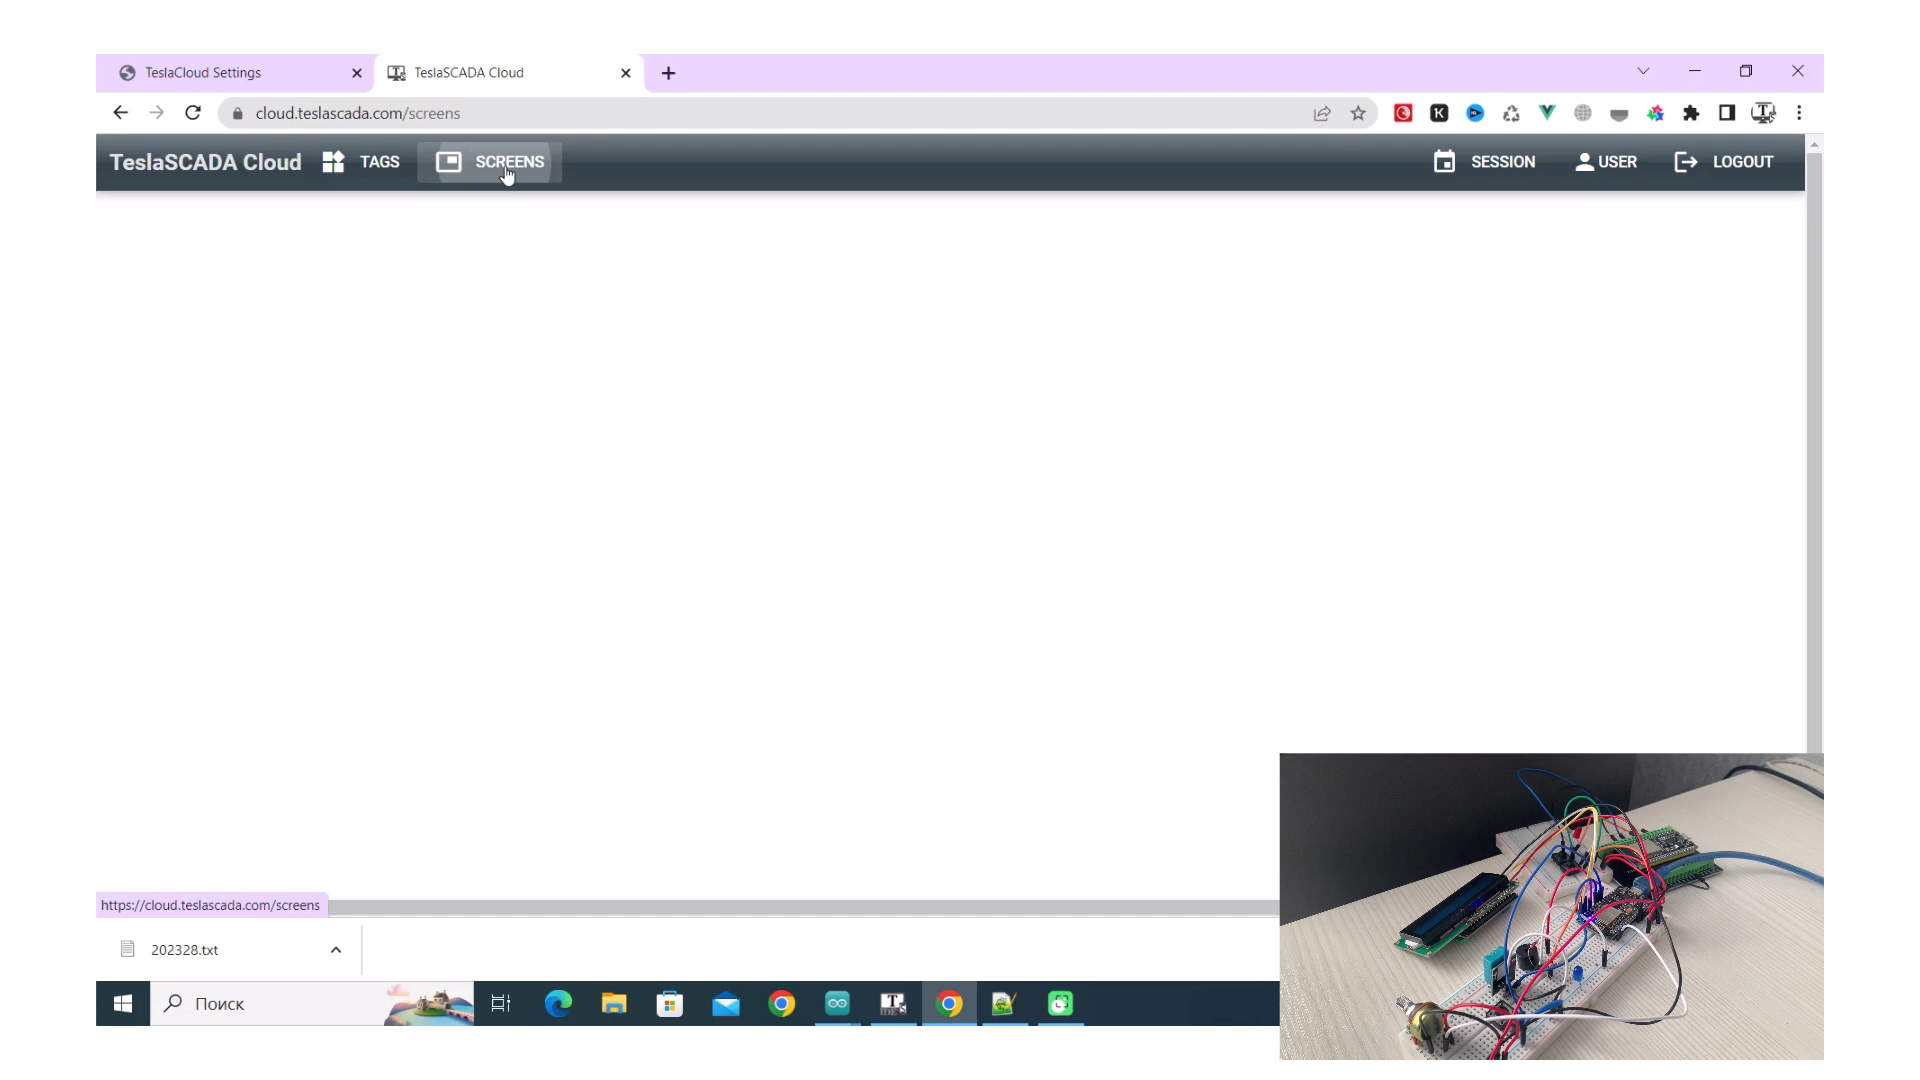 TeslaCloud Settings
TeslaSCADA Cloud
cloud.teslascada.com/screens
TeslaSCADA Cloud
TAGS
SCREENS
SESSION
USER
LOGOUT
https://cloud.teslascada.com/screens
202328.txt
Поиск